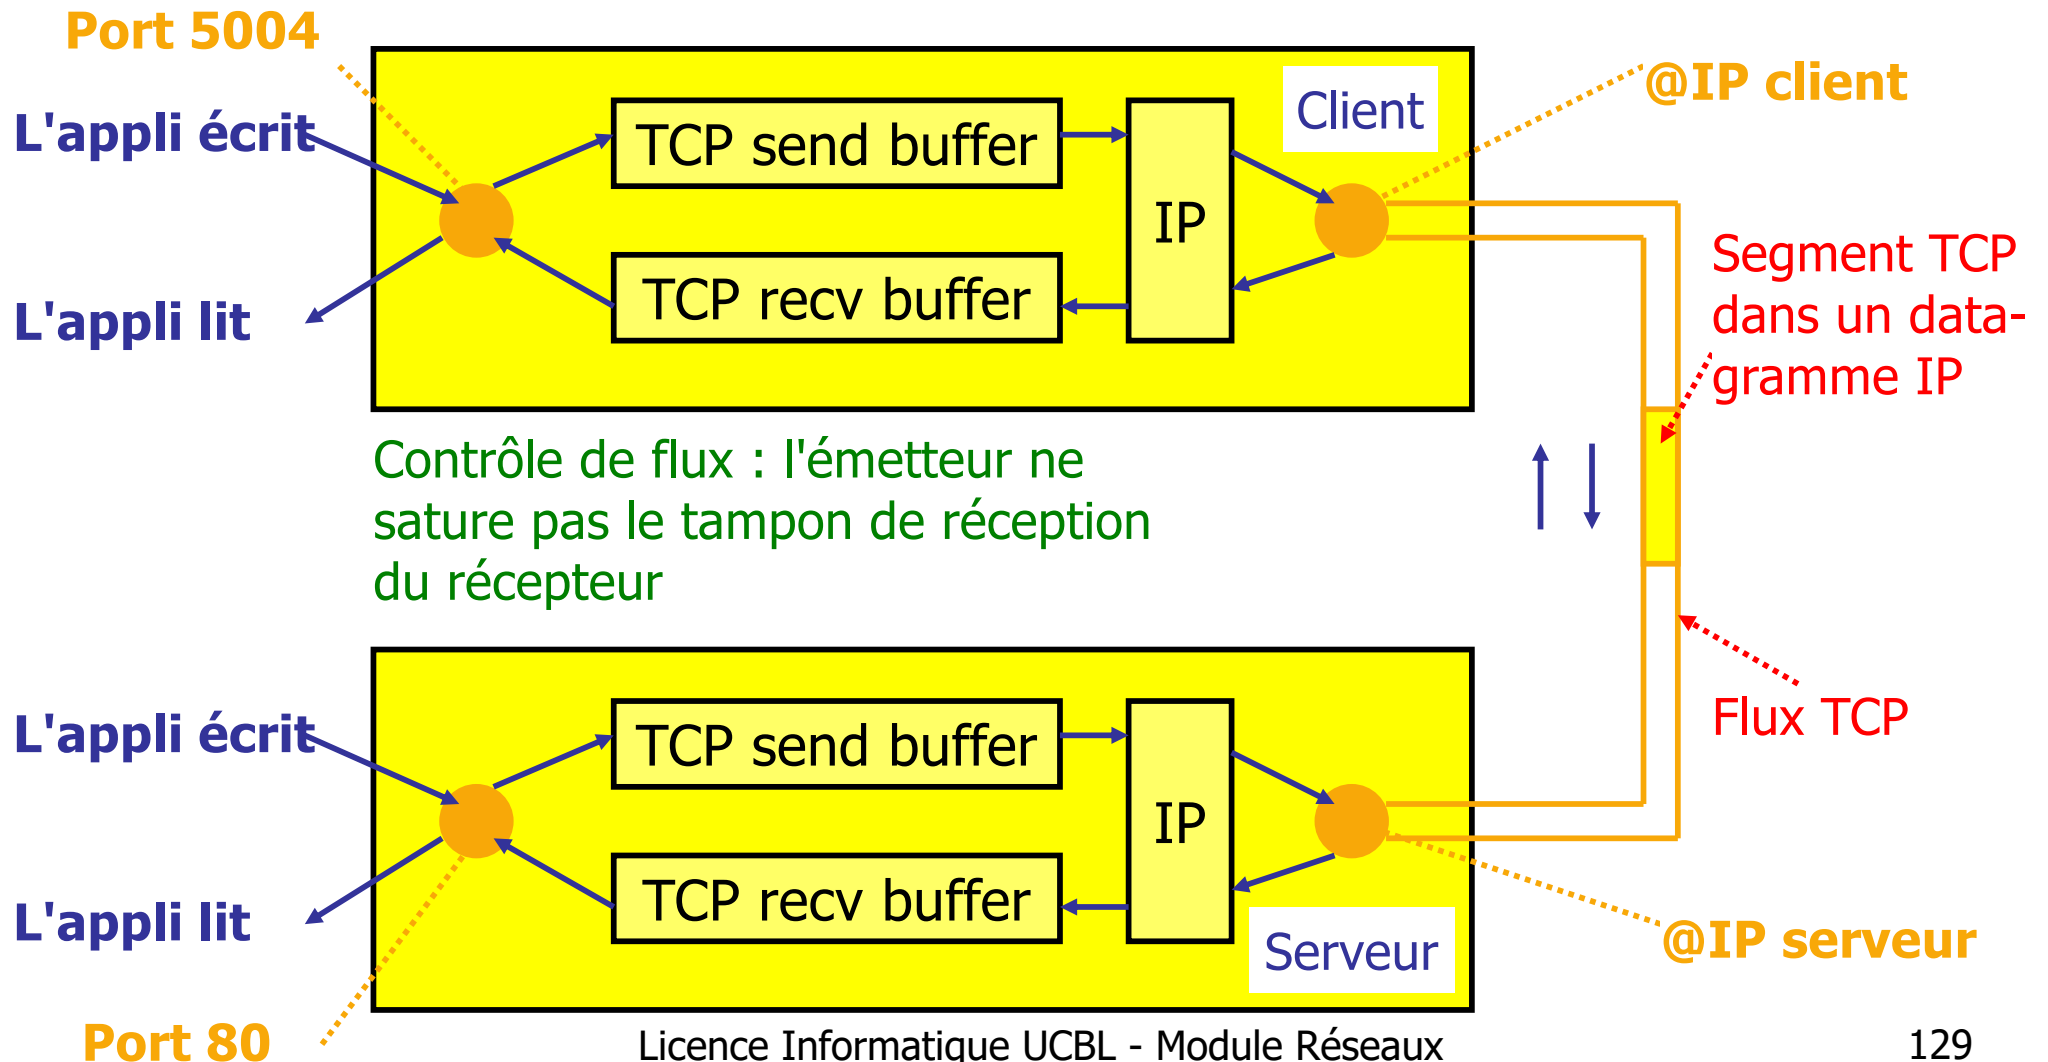 Port 5004
@IP client
Client
L'appli écrit
TCP send buffer
IP
L'appli lit
TCP recv buffer
Segment TCP
dans un data-
gramme IP
Contrôle de flux : l'émetteur ne
sature pas le tampon de réception
du récepteur
Flux TCP
L'appli écrit
TCP send buffer
IP
L'appli lit
TCP recv buffer
Serveur
@IP serveur
Port 80
Licence Informatique UCBL - Module Réseaux
129